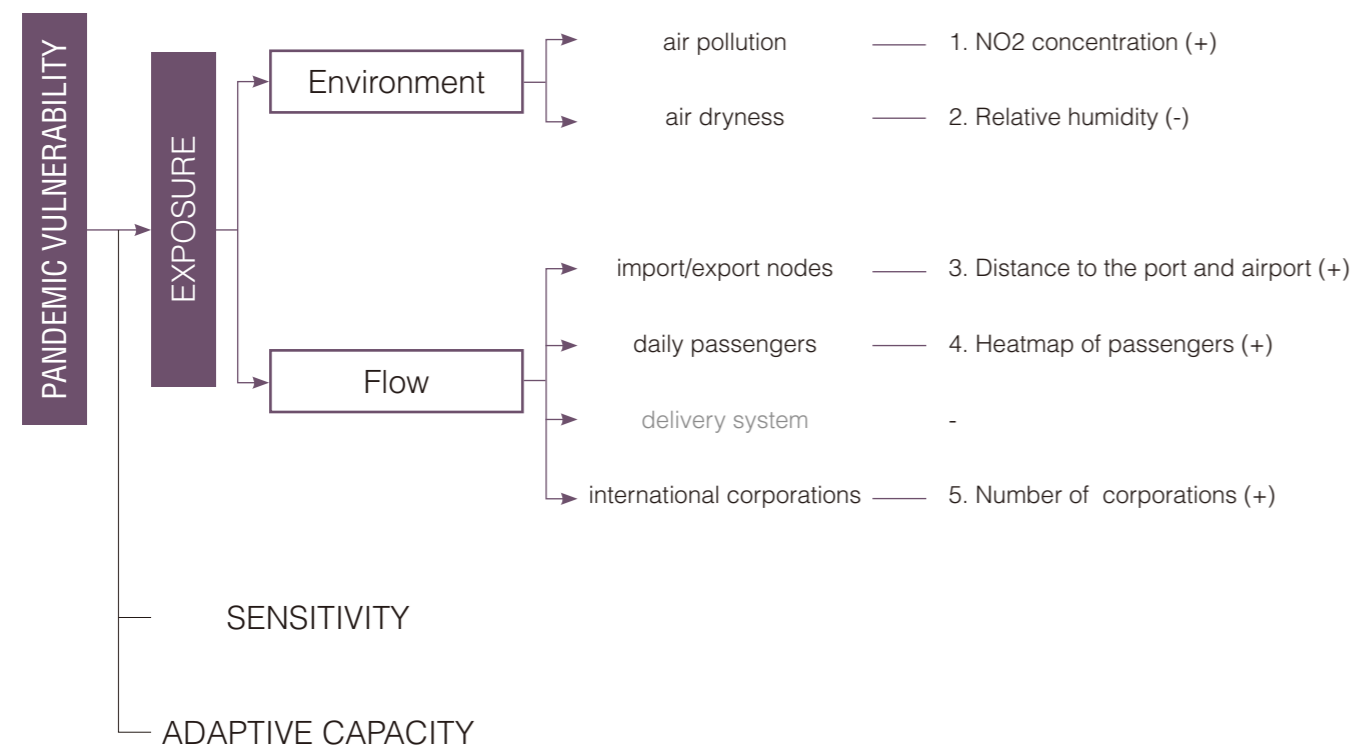 PANDEMIC VULNERABILITY
EXPOSURE
Environment
air pollution
1. NO2 concentration (+)
air dryness
2. Relative humidity (-)
Flow
import/export nodes
3. Distance to the port and airport (+)
daily passengers
4. Heatmap of passengers (+)
delivery system
-
international corporations
5. Number of corporations (+)
SENSITIVITY
ADAPTIVE CAPACITY